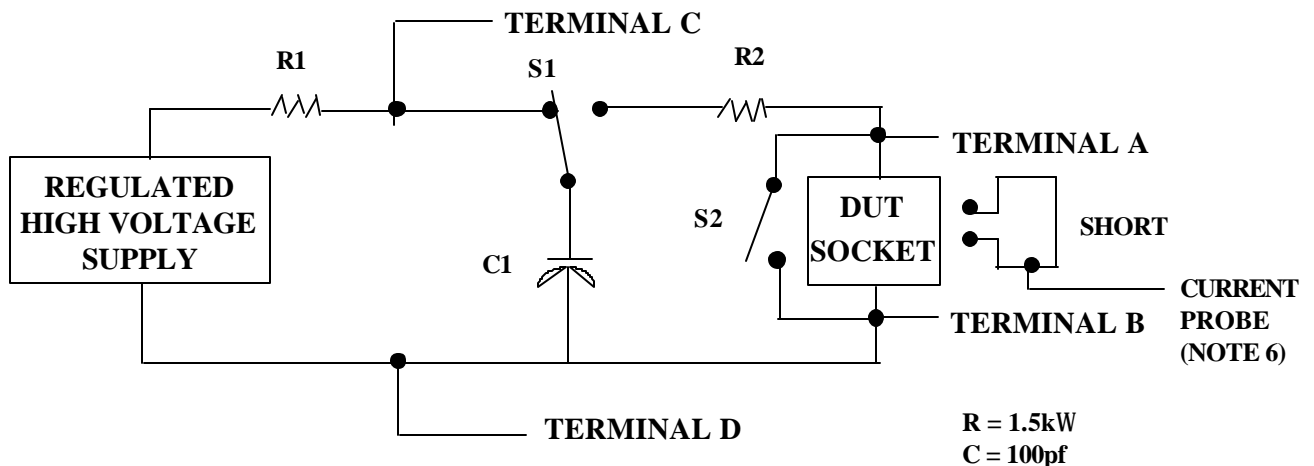 TERMINAL C
R1
S1
R2
TERMINAL A
REGULATED
HIGH VOLTAGE
SUPPLY
S2
DUT
SOCKET
SHORT
C1
CURRENT
PROBE
(NOTE 6)
TERMINAL B
TERMINAL D
R = 1.5kW
C = 100pf